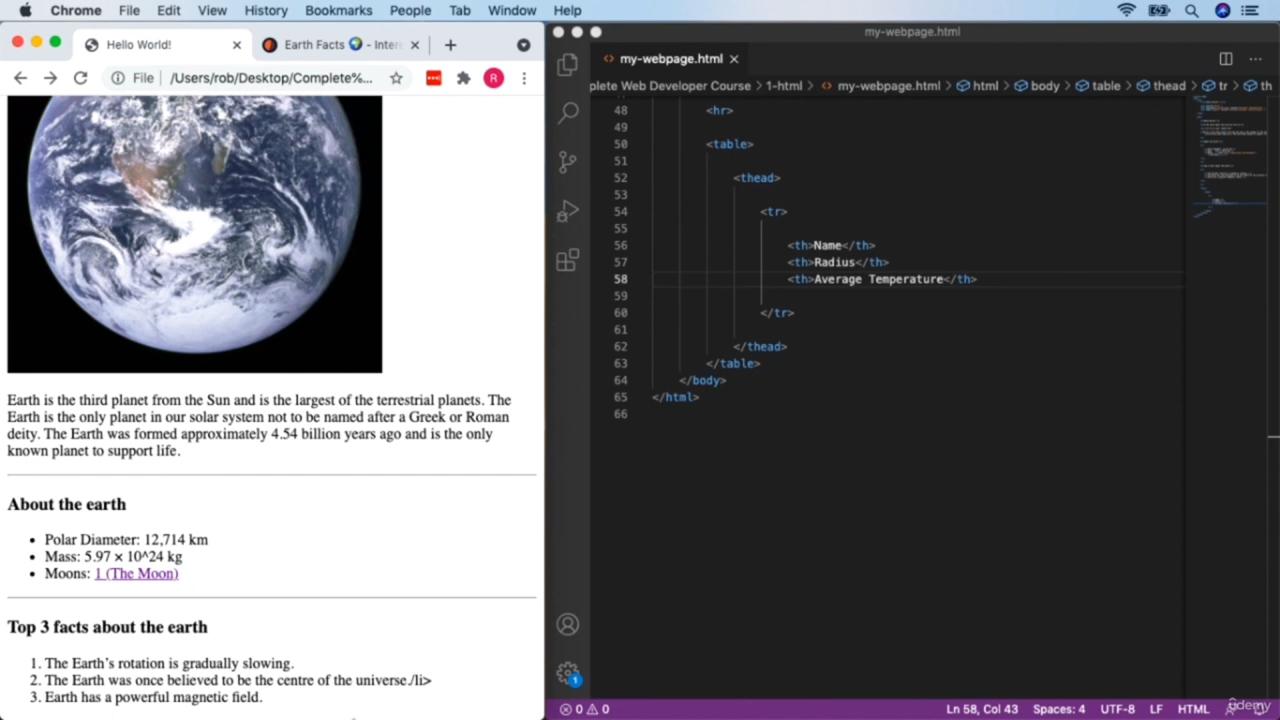 Chrome File Edit View History Bookmarks People Tab Window Help
Hello World!
Earth Facts 🌍 - Inter
File /Users/rob/Desktop/Complete%... R
Earth is the third planet from the Sun and is the largest of the terrestrial planets. The
Earth is the only planet in our solar system not to be named after a Greek or Roman
deity. The Earth was formed approximately 4.54 billion years ago and is the only
known planet to support life.
About the earth
• Polar Diameter: 12,714 km
• Mass: 5.97 × 10^24 kg
• Moons: 1 (The Moon)
Top 3 facts about the earth
1. The Earth's rotation is gradually slowing.
2. The Earth was once believed to be the centre of the universe./li>
3. Earth has a powerful magnetic field.
my-webpage.html
my-webpage.html
plete Web Developer Course > 1-html > my-webpage.html > html > body > table > thead > tr > th
48 <hr>
49
50 <table>
51
52 <thead>
53
54 <tr>
55
56 <th>Name</th>
57 <th>Radius</th>
58 <th>Average Temperature</th>
59
60 </tr>
61
62 </thead>
63 </table>
64 </body>
65 </html>
66
1
0 0 Ln 58, Col 43 Spaces: 4 UTF-8 LF HTML
ûdemy